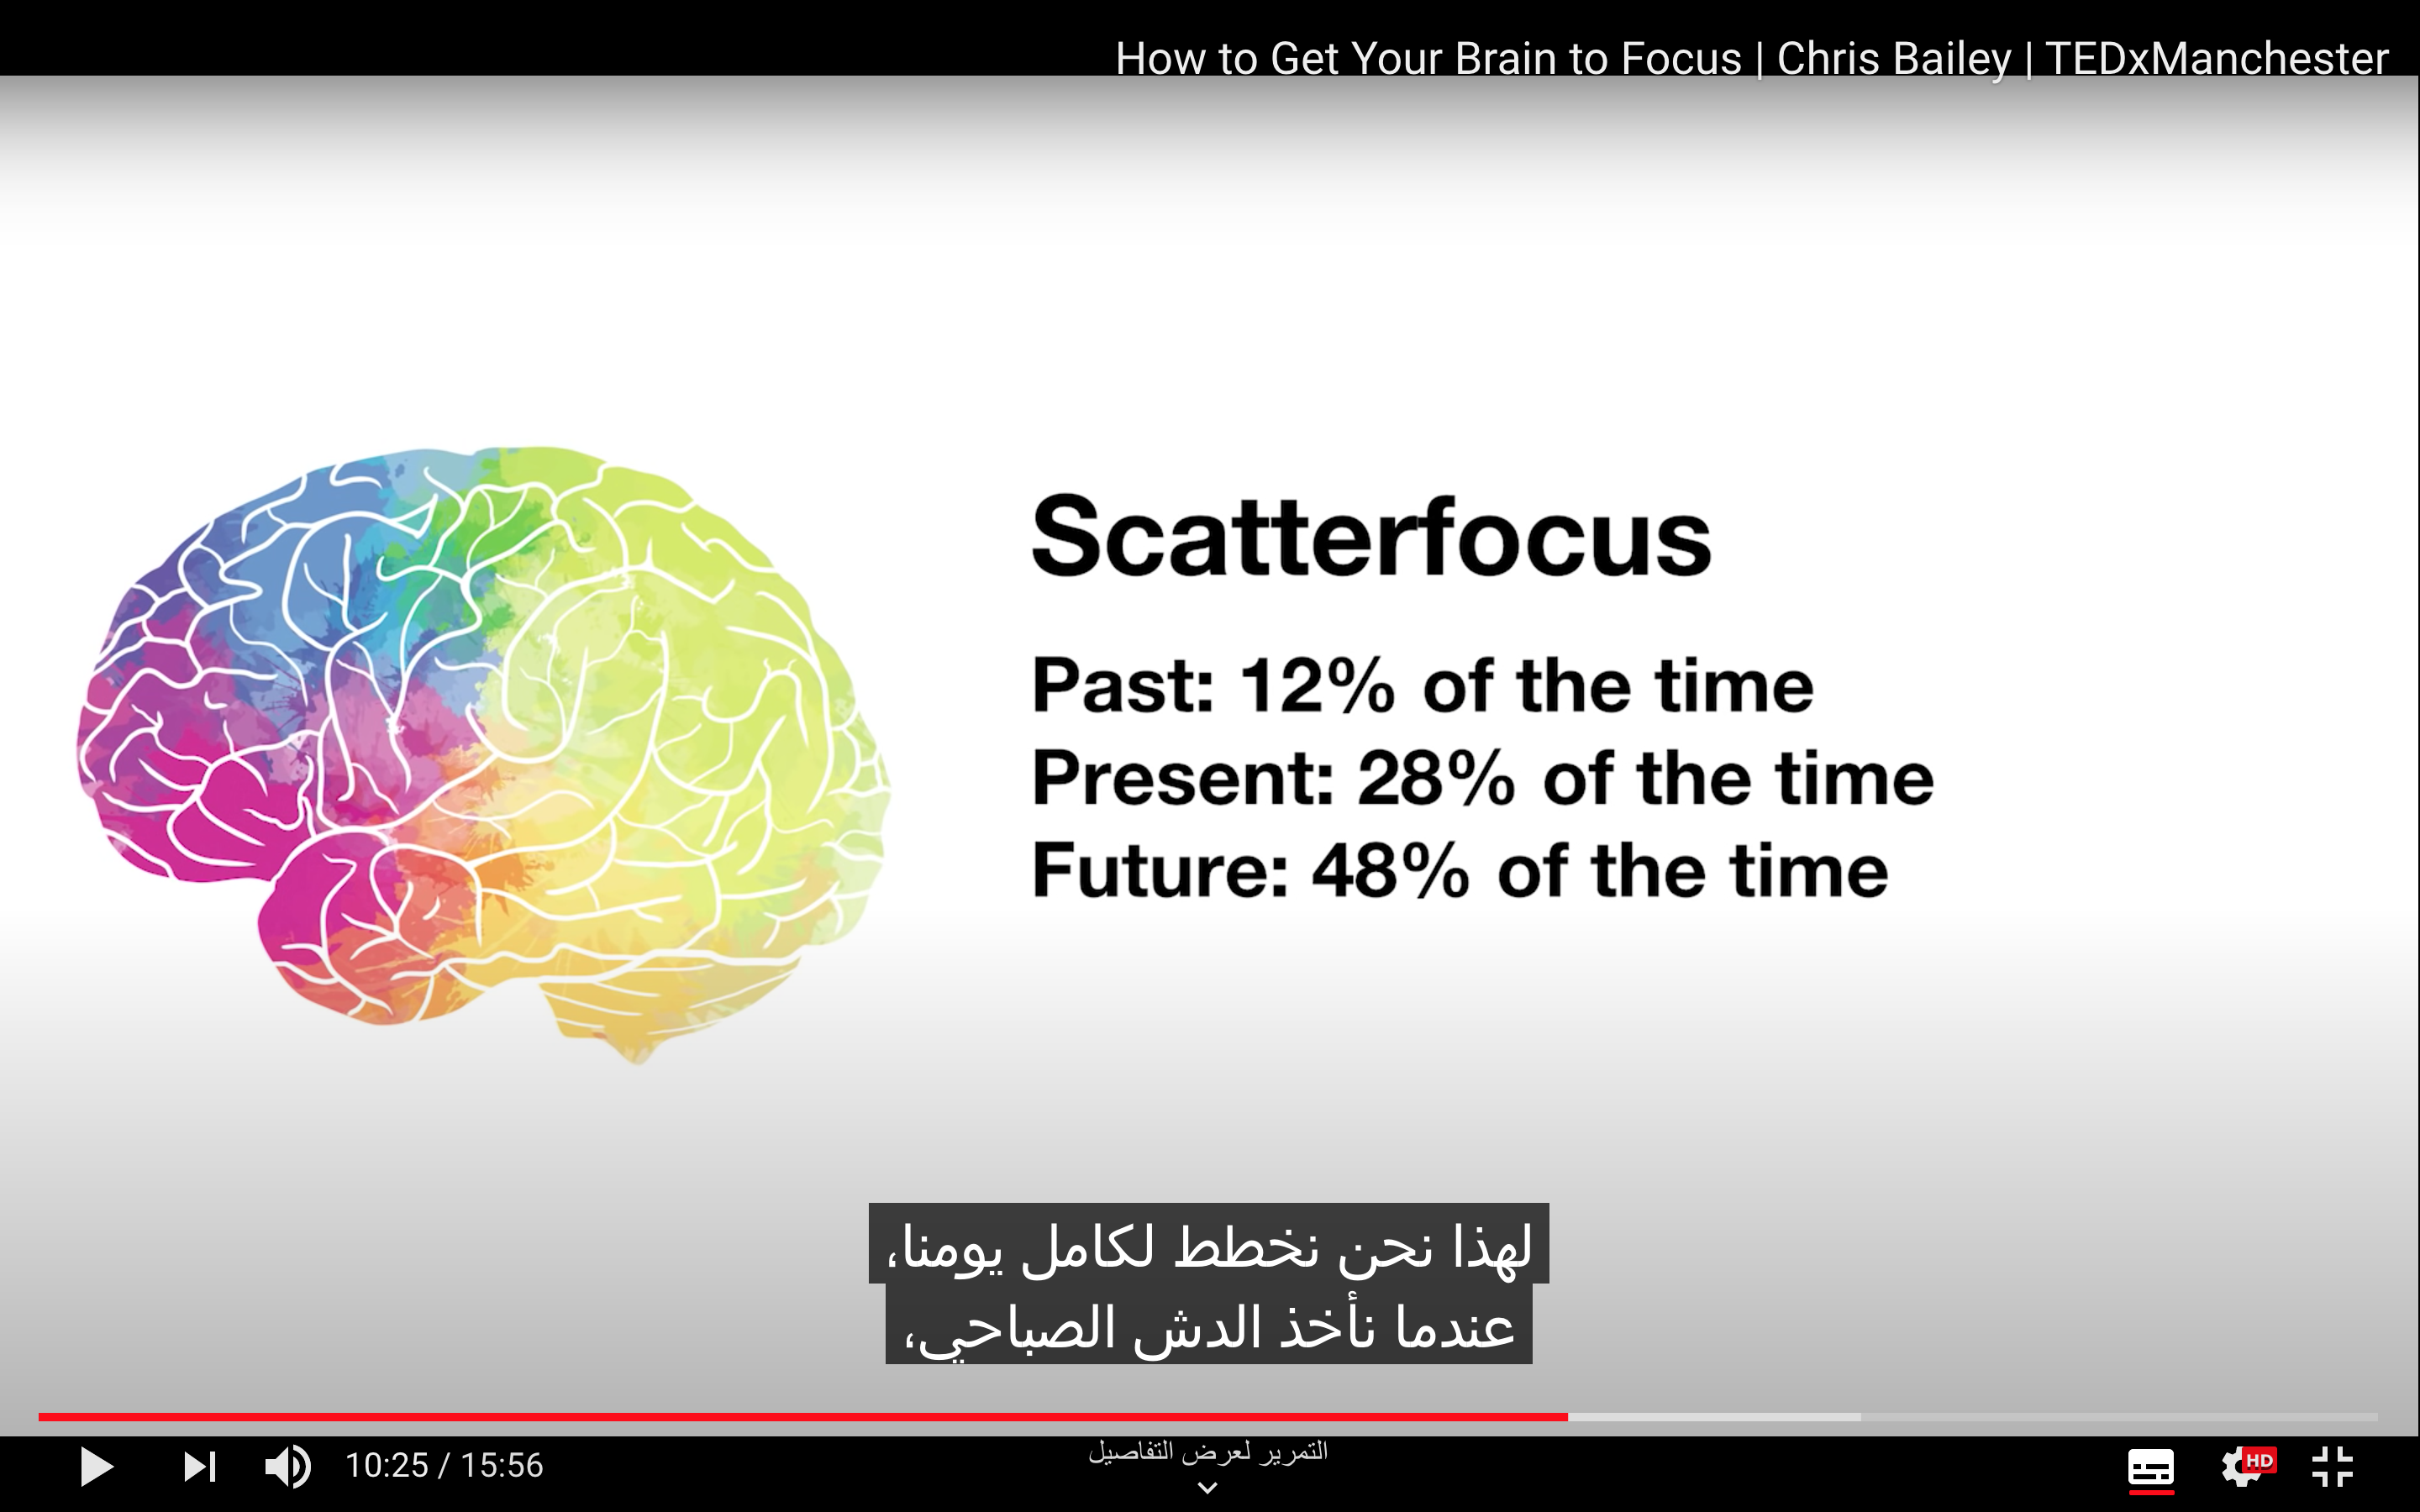 How to Get Your Brain to Focus | Chris Bailey | TEDxManchester
Scatterfocus
Past: 12% of the time
Present: 28% of the time
Future: 48% of the time
لهذا نحن نخطط لكامل يومنا،
عندما نأخذ الدش الصباحي،
10:25 / 15:56
التمرير لعرض التفاصيل
HD